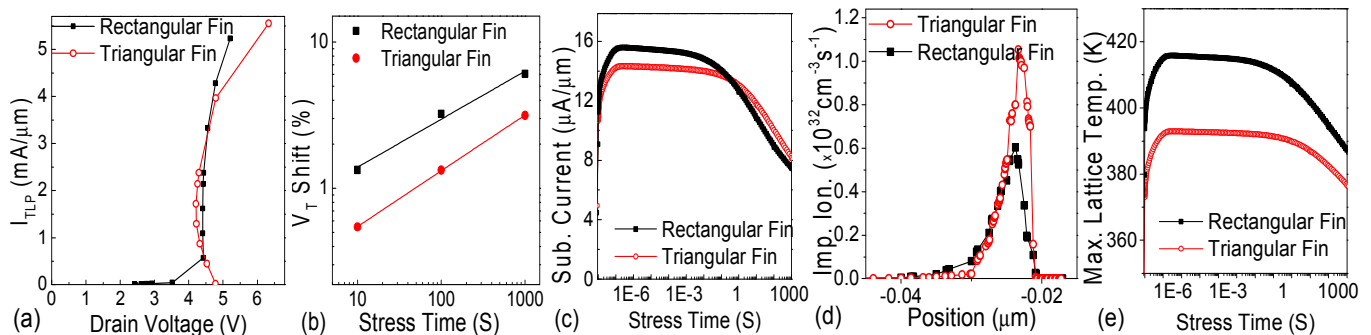 I_TLP (mA/μm)
5
4
3
2
1
0
Rectangular Fin
Triangular Fin
0 1 2 3 4 5 6
(a) Drain Voltage (V)
V_T Shift (%)
10
1
Rectangular Fin
Triangular Fin
10 100 1000
(b) Stress Time (S)
Sub. Current (μA/μm)
16
12
8
4
0
Rectangular Fin
Triangular Fin
1E-6 1E-3 1 1000
(c) Stress Time (S)
Imp. Ion. (×10³²cm⁻³s⁻¹)
1.2
1.0
0.8
0.6
0.4
0.2
0.0
Triangular Fin
Rectangular Fin
-0.04 -0.02
(d) Position (μm)
Max. Lattice Temp. (K)
420
400
380
360
Rectangular Fin
Triangular Fin
1E-6 1E-3 1 1000
(e) Stress Time (S)